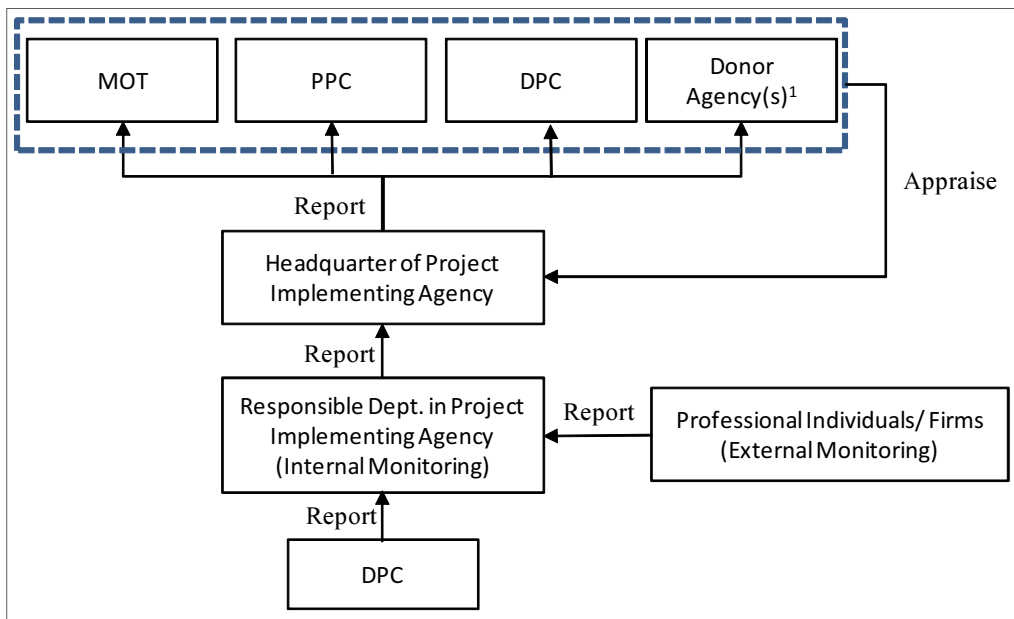 MOT
PPC
DPC
Donor
Agency(s)¹
Appraise
Report
Headquarter of Project
Implementing Agency
Report
Responsible Dept. in Project
Implementing Agency
(Internal Monitoring)
Report
Professional Individuals/ Firms
(External Monitoring)
Report
DPC